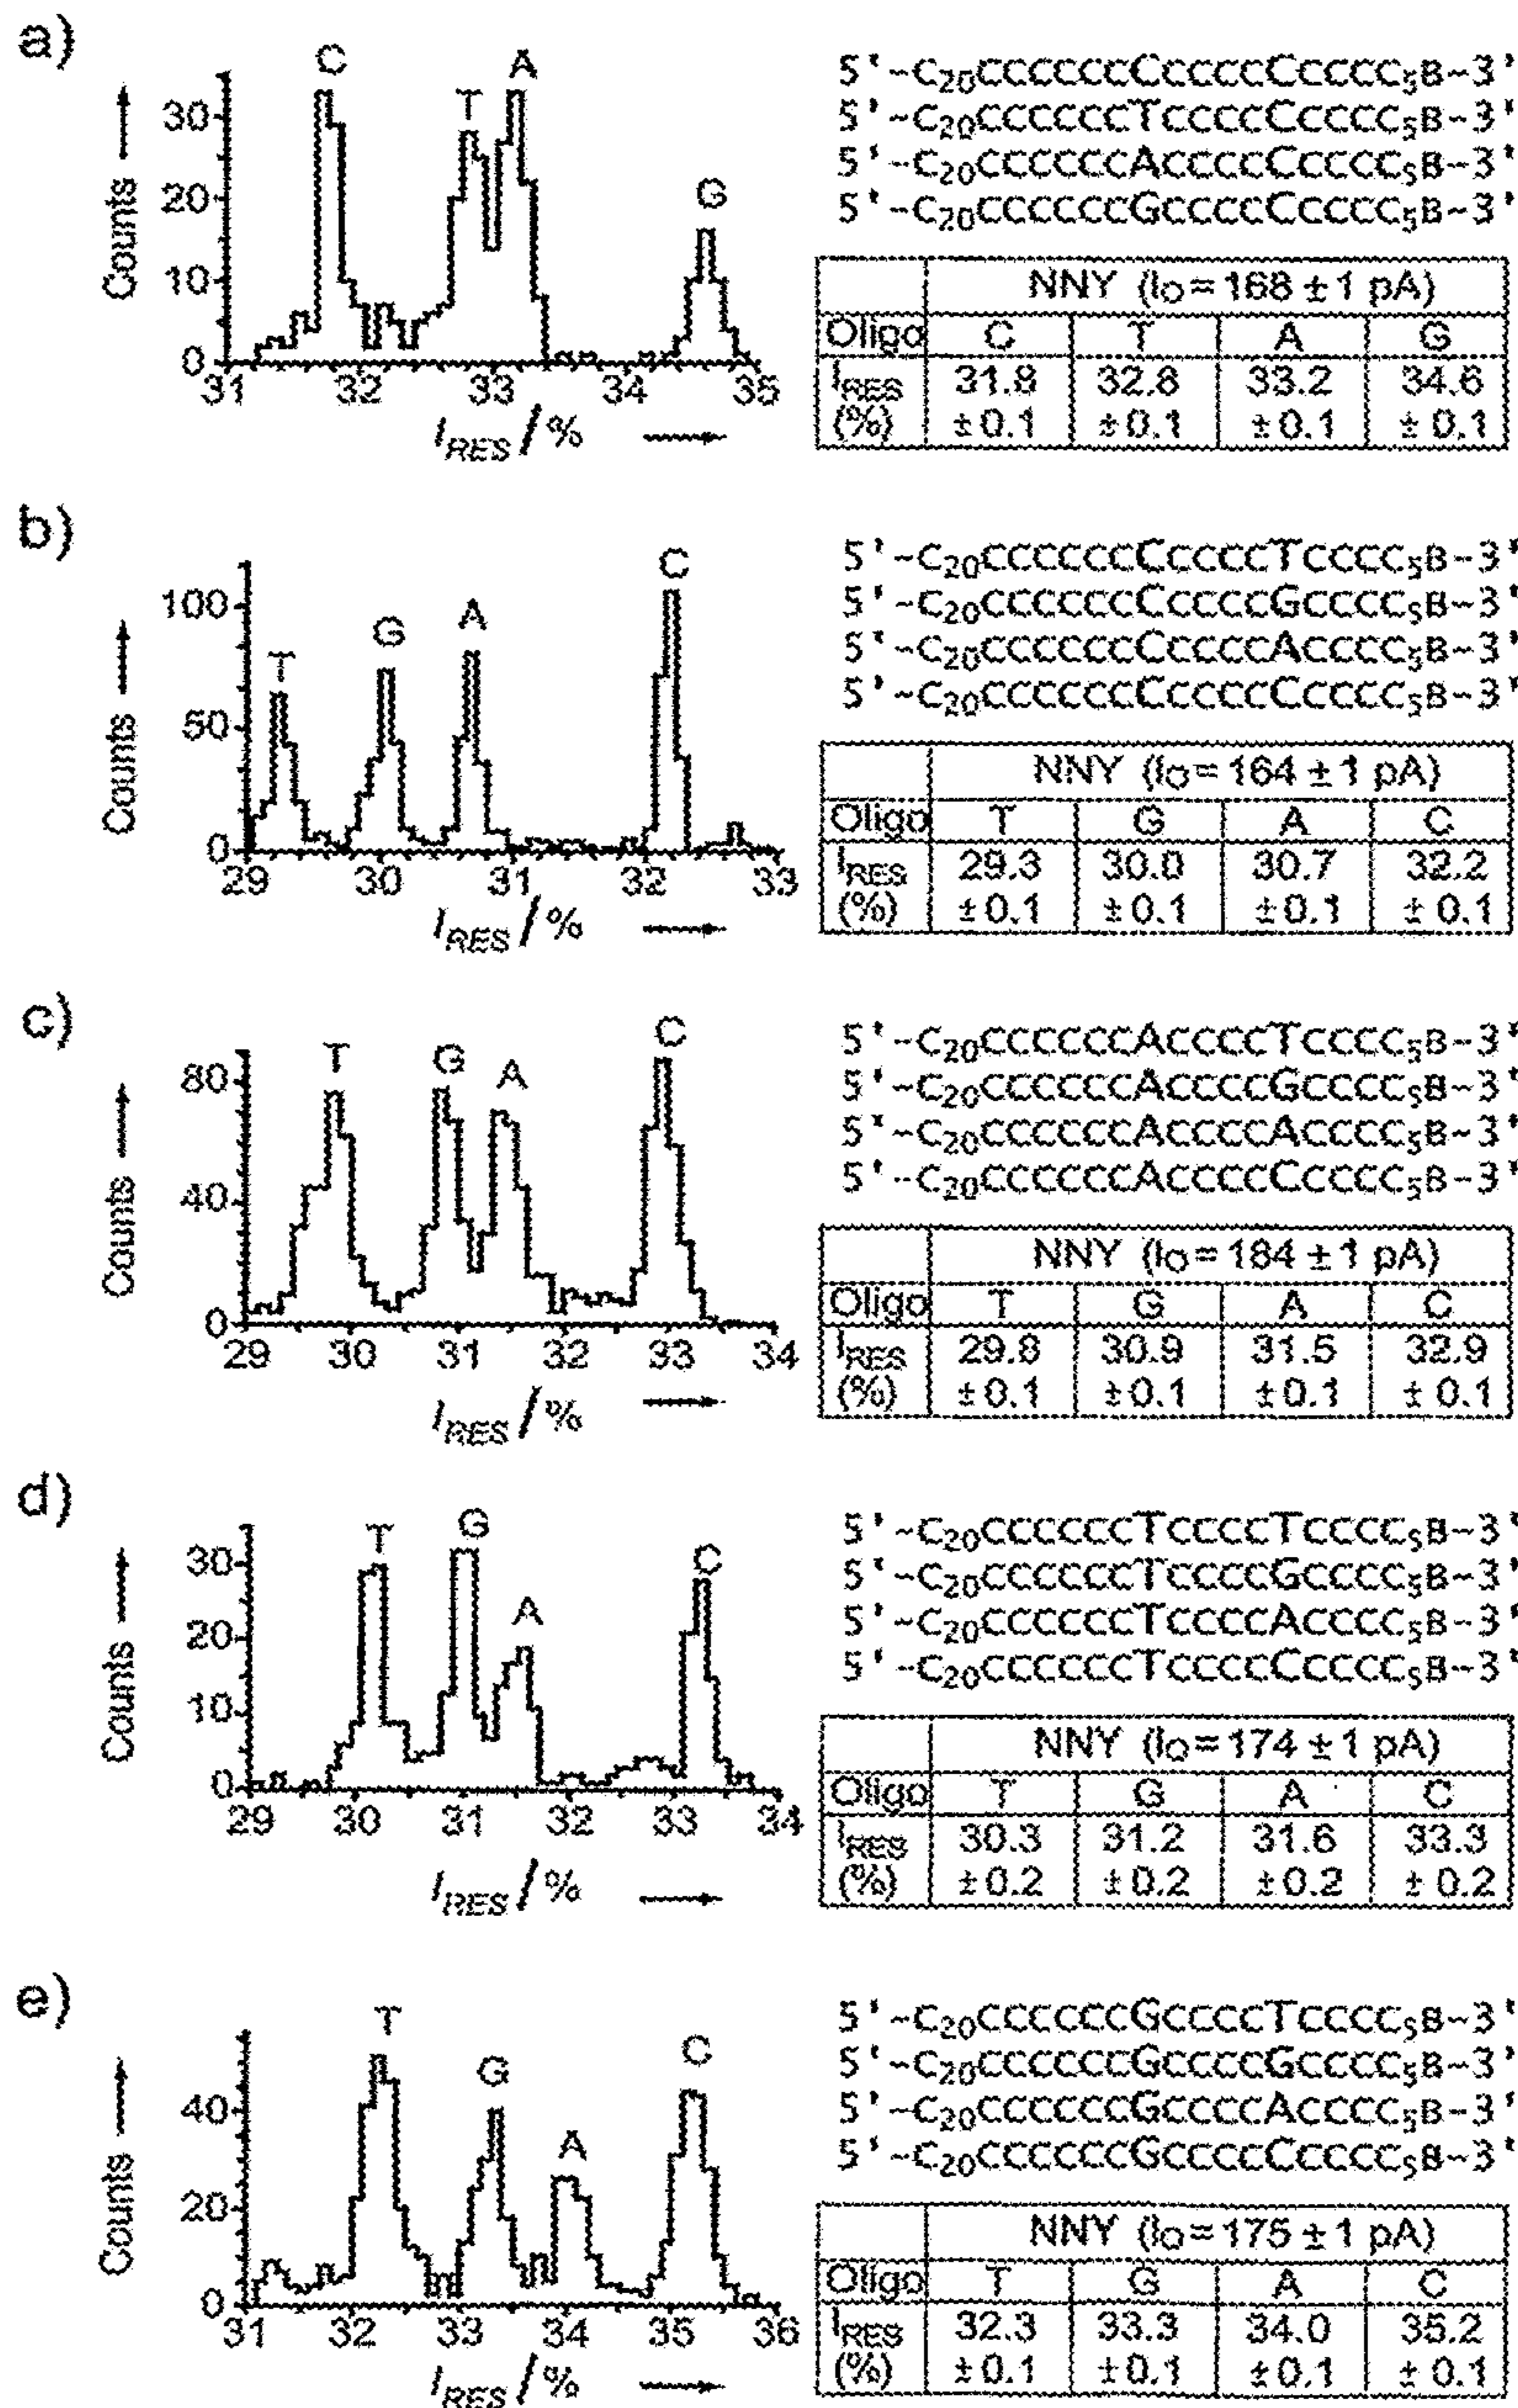 a)
C
T
A
G
Counts
30
20
10
0
31
32
33
34
35
I_RES / %
5'-C20CCCCCCCCCCCCCCCC5B-3'
5'-C20CCCCCCTCCCCCCCCC5B-3'
5'-C20CCCCCCACCCCCCCCC5B-3'
5'-C20CCCCCCGCCCCCCCCC5B-3'
NNY (IO = 168 ± 1 pA)
Oligo C T A G
IRES 31.8 32.8 33.2 34.6
(%) ± 0.1 ± 0.1 ± 0.1 ± 0.1
b)
T
G
A
C
Counts
100
50
0
29
30
31
32
33
I_RES / %
5'-C20CCCCCCCCCCCTCCCC5B-3'
5'-C20CCCCCCCCCCCGCCCC5B-3'
5'-C20CCCCCCCCCCCACCCC5B-3'
5'-C20CCCCCCCCCCCCCCCC5B-3'
NNY (IO = 164 ± 1 pA)
Oligo T G A C
IRES 29.3 30.0 30.7 32.2
(%) ± 0.1 ± 0.1 ± 0.1 ± 0.1
c)
T
G
A
C
Counts
80
40
0
29
30
31
32
33
34
I_RES / %
5'-C20CCCCCCACCCCTCCCC5B-3'
5'-C20CCCCCCACCCCGCCCC5B-3'
5'-C20CCCCCCACCCCACCCC5B-3'
5'-C20CCCCCCACCCCCCCCC5B-3'
NNY (IO = 184 ± 1 pA)
Oligo T G A C
IRES 29.8 30.9 31.5 32.9
(%) ± 0.1 ± 0.1 ± 0.1 ± 0.1
d)
T
G
A
C
Counts
30
20
10
0
29
30
31
32
33
34
I_RES / %
5'-C20CCCCCCTCCCCTCCCC5B-3'
5'-C20CCCCCCTCCCCGCCCC5B-3'
5'-C20CCCCCCTCCCCACCCC5B-3'
5'-C20CCCCCCTCCCCCCCCC5B-3'
NNY (IO = 174 ± 1 pA)
Oligo T G A C
IRES 30.3 31.2 31.6 33.3
(%) ± 0.2 ± 0.2 ± 0.2 ± 0.2
e)
T
G
A
C
Counts
40
20
0
31
32
33
34
35
36
I_RES / %
5'-C20CCCCCCGCCCCTCCCC5B-3'
5'-C20CCCCCCGCCCCGCCCC5B-3'
5'-C20CCCCCCGCCCCACCCC5B-3'
5'-C20CCCCCCGCCCCCCCCC5B-3'
NNY (IO = 175 ± 1 pA)
Oligo T G A C
IRES 32.3 33.3 34.0 35.2
(%) ± 0.1 ± 0.1 ± 0.1 ± 0.1